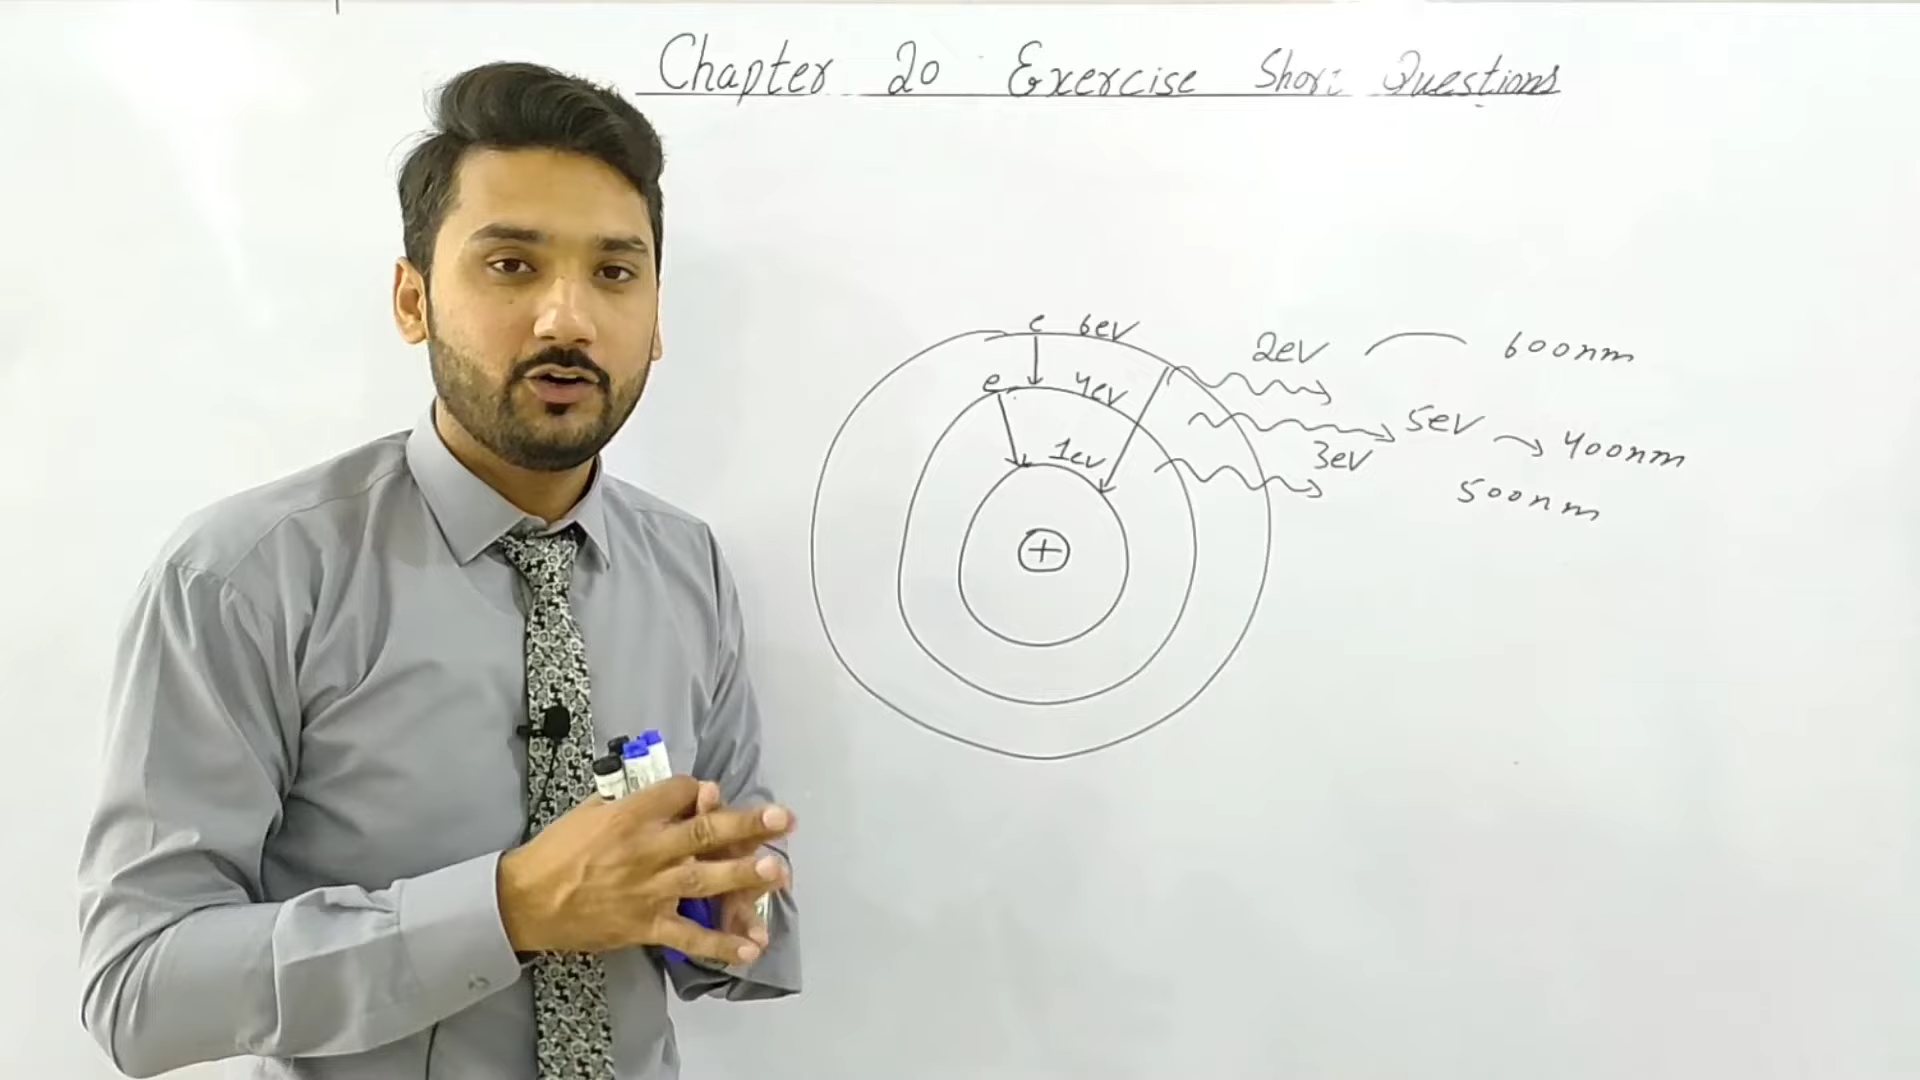 Chapter 20 Exercise Short Questions
e 6ev
2ev 600nm
e 4ev
5ev 400nm
1ev 3ev
500nm
+